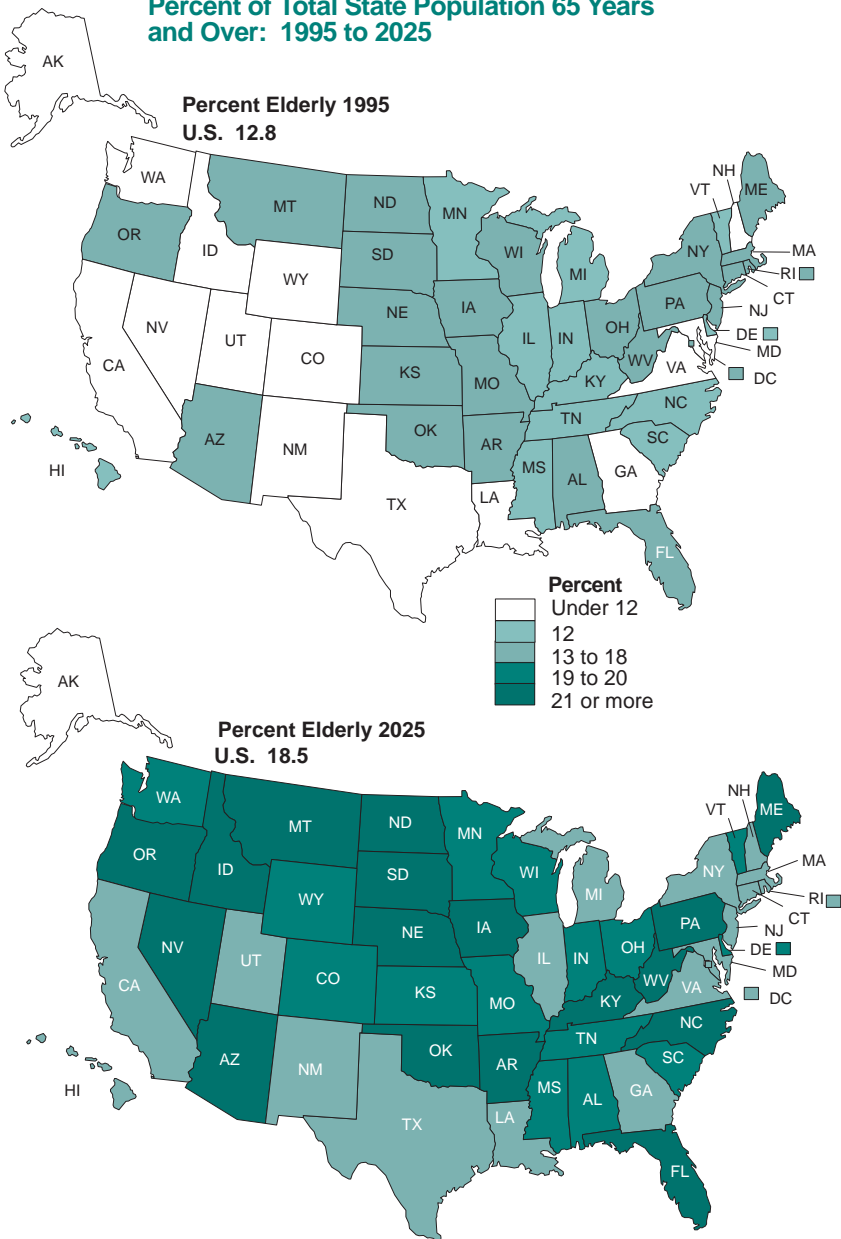 Percent of Total State Population 65 Years
and Over: 1995 to 2025
AK
Percent Elderly 1995
U.S. 12.8
WA
MT
ND
MN
VT
NH
ME
OR
ID
SD
WI
NY
MA
MI
RI
WY
CT
IA
PA
NJ
NE
NV
OH
DE
UT
IL
IN
MD
CA
CO
WV
VA
DC
KS
MO
KY
NC
TN
AZ
OK
AR
SC
NM
HI
MS
AL
GA
LA
TX
FL
Percent
Under 12
12
13 to 18
19 to 20
21 or more
AK
Percent Elderly 2025
U.S. 18.5
WA
NH
VT
ME
MT
ND
MN
OR
MA
ID
SD
WI
NY
MI
RI
WY
CT
PA
NJ
NE
IA
NV
OH
DE
UT
IL
IN
MD
CO
WV
CA
VA
KS
DC
MO
KY
NC
TN
OK
AZ
AR
SC
NM
MS
HI
AL
GA
LA
TX
FL